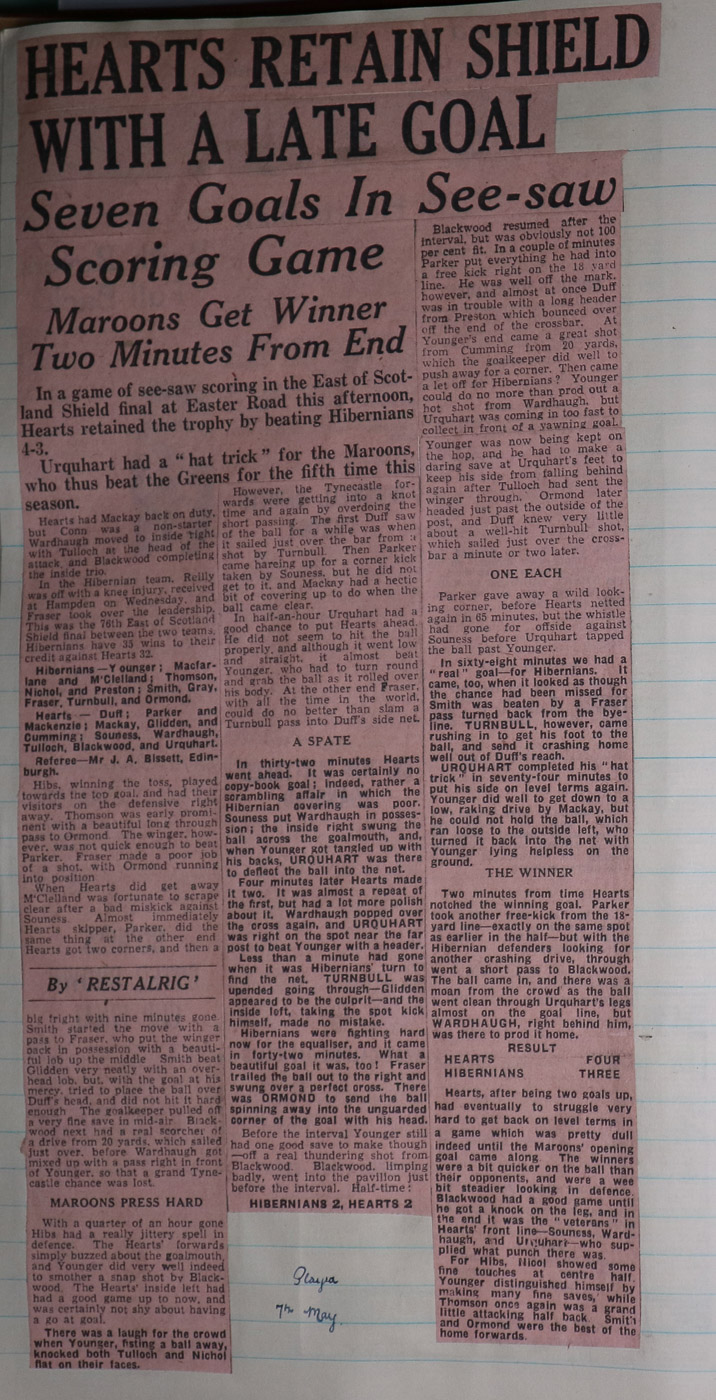 HEARTS RETAIN SHIELD
WITH A LATE GOAL
Seven Goals In See-saw
Scoring Game
Maroons Get Winner
Two Minutes From End
In a game of see-saw scoring in the East of Scot-
land Shield final at Easter Road this afternoon,
Hearts retained the trophy by beating Hibernians
4-3.
Urquhart had a "hat trick" for the Maroons,
who thus beat the Greens for the fifth time this
season.
Hearts had Mackay back on duty,
but Conn was a non-starter
Wardhaugh moved to inside right
with Tulloch at the head of the
attack, and Blackwood completing
the inside trio.
In the Hibernian team, Reilly
was off with a knee injury, received
at Hampden on Wednesday, and
Fraser took over the leadership.
This was the 76th East of Scotland
Shield final between the two teams.
Hibernians have 35 wins to their
credit against Hearts 32.
Hibernians—Younger; Macfar-
lane and M'Clelland; Thomson,
Nichol, and Preston; Smith, Gray,
Fraser, Turnbull, and Ormond.
Hearts—Duff; Parker and
Mackenzie; Mackay, Glidden, and
Cumming; Souness, Wardhaugh,
Tulloch, Blackwood, and Urquhart.
Referee—Mr J. A. Bissett, Edin-
burgh.
Hibs, winning the toss, played
towards the top goal, and had their
visitors on the defensive right
away. Thomson was early promi-
nent with a beautiful long through
pass to Ormond. The winger, how-
ever, was not quick enough to beat
Parker. Fraser made a poor job
of a shot, with Ormond running
into position
When Hearts did get away
M'Clelland was fortunate to scrape
clear after a bad miskick against
Souness. Almost immediately
Hearts skipper, Parker, did the
same thing at the other end
Hearts got two corners, and then a
By 'RESTALRIG'
big fright with nine minutes gone.
Smith started the move with a
pass to Fraser, who put the winger
back in possession with a beauti-
ful lob up the middle Smith beat
Glidden very neatly with an over-
head lob, but, with the goal at his
mercy, tried to place the ball over
Duff's head, and did not hit it hard
enough The goalkeeper pulled off
a very fine save in mid-air. Black-
wood next had a real scorcher of
a drive from 20 yards, which sailed
just over, before Wardhaugh got
mixed up with a pass right in front
of Younger, so that a grand Tyne-
castle chance was lost.
MAROONS PRESS HARD
With a quarter of an hour gone
Hibs had a really jittery spell in
defence. The Hearts' forwards
simply buzzed about the goalmouth,
and Younger did very well indeed
to smother a snap shot by Black-
wood. The Hearts' inside left had
had a good game up to now, and
was certainly not shy about having
a go at goal.
There was a laugh for the crowd
when Younger, fisting a ball away,
knocked both Tulloch and Nichol
flat on their faces.
However, the Tynecastle for-
wards were getting into a knot
time and again by overdoing the
short passing. The first Duff saw
of the ball for a while was when
it sailed just over the bar from a
shot by Turnbull. Then Parker
came hareing up for a corner kick
taken by Souness, but he did not
get to it, and Mackay had a hectic
bit of covering up to do when the
ball came clear.
In half-an-hour Urquhart had a
good chance to put Hearts ahead.
He did not seem to hit the ball
properly, and although it went low
and straight, it almost beat
Younger, who had to turn round
and grab the ball as it rolled over
his body. At the other end Fraser,
with all the time in the world,
could do no better than slam a
Turnbull pass into Duff's side net.
A SPATE
In thirty-two minutes Hearts
went ahead. It was certainly no
copy-book goal; indeed, rather a
scrambling affair in which the
Hibernian covering was poor.
Souness put Wardhaugh in posses-
sion; the inside right swung the
ball across the goalmouth, and,
when Younger got tangled up with
his backs, URQUHART was there
to deflect the ball into the net.
Four minutes later Hearts made
it two. It was almost a repeat of
the first, but had a lot more polish
about it. Wardhaugh popped over
the cross again, and URQUHART
was right on the spot near the far
post to beat Younger with a header.
Less than a minute had gone
when it was Hibernians' turn to
find the net. TURNBULL was
upended going through—Glidden
appeared to be the culprit—and the
inside left, taking the spot kick
himself, made no mistake.
Hibernians were fighting hard
now for the equaliser, and it came
in forty-two minutes. What a
beautiful goal it was, too! Fraser
trailed the ball out to the right and
swung over a perfect cross. There
was ORMOND to send the ball
spinning away into the unguarded
corner of the goal with his head.
Before the interval Younger still
had one good save to make though
—off a real thundering shot from
Blackwood. Blackwood, limping
badly, went into the pavilion just
before the interval. Half-time:
HIBERNIANS 2, HEARTS 2
7th May.
Blackwood resumed after the
interval, but was obviously not 100
per cent fit. In a couple of minutes
Parker put everything he had into
a free kick right on the 18 yard
line. He was well off the mark,
however, and almost at once Duff
was in trouble with a long header
from Preston which bounced over
off the end of the crossbar. At
Younger's end came a great shot
from Cumming from 20 yards,
which the goalkeeper did well to
push away for a corner. Then came
a let off for Hibernians? Younger
could do no more than prod out a
hot shot from Wardhaugh, but
Urquhart was coming in too fast to
collect in front of a yawning goal.
Younger was now being kept on
the hop, and he had to make a
daring save at Urquhart's feet to
keep his side from falling behind
again after Tulloch had sent the
winger through. Ormond later
headed just past the outside of the
post, and Duff knew very little
about a well-hit Turnbull shot,
which sailed just over the cross-
bar a minute or two later.
ONE EACH
Parker gave away a wild look-
ing corner, before Hearts netted
again in 65 minutes, but the whistle
had gone for offside against
Souness before Urquhart tapped
the ball past Younger.
In sixty-eight minutes we had a
"real" goal—for Hibernians. It
came, too, when it looked as though
the chance had been missed for
Smith was beaten by a Fraser
pass turned back from the bye-
line. TURNBULL, however, came
rushing in to get his foot to the
ball, and send it crashing home
well out of Duff's reach.
URQUHART completed his "hat
trick" in seventy-four minutes to
put his side on level terms again.
Younger did well to get down to a
low, raking drive by Mackay, but
he could not hold the ball, which
ran loose to the outside left, who
turned it back into the net with
Younger lying helpless on the
ground.
THE WINNER
Two minutes from time Hearts
notched the winning goal. Parker
took another free-kick from the 18-
yard line—exactly on the same spot
as earlier in the half—but with the
Hibernian defenders looking for
another crashing drive, through
went a short pass to Blackwood.
The ball came in, and there was a
moan from the crowd as the ball
went clean through Urquhart's legs
almost on the goal line, but
WARDHAUGH, right behind him,
was there to prod it home.
RESULT
HEARTS FOUR
HIBERNIANS THREE
Hearts, after being two goals up,
had eventually to struggle very
hard to get back on level terms in
a game which was pretty dull
indeed until the Maroons' opening
goal came along. The winners
were a bit quicker on the ball than
their opponents, and were a wee
bit steadier looking in defence.
Blackwood had a good game until
he got a knock on the leg, and in
the end it was the "veterans" in
Hearts' front line—Souness, Ward-
haugh, and Urquhart—who sup-
plied what punch there was.
For Hibs, Nicol showed some
fine touches at centre half.
Younger distinguished himself by
making many fine saves, while
Thomson once again was a grand
little attacking half back. Smith
and Ormond were the best of the
home forwards.